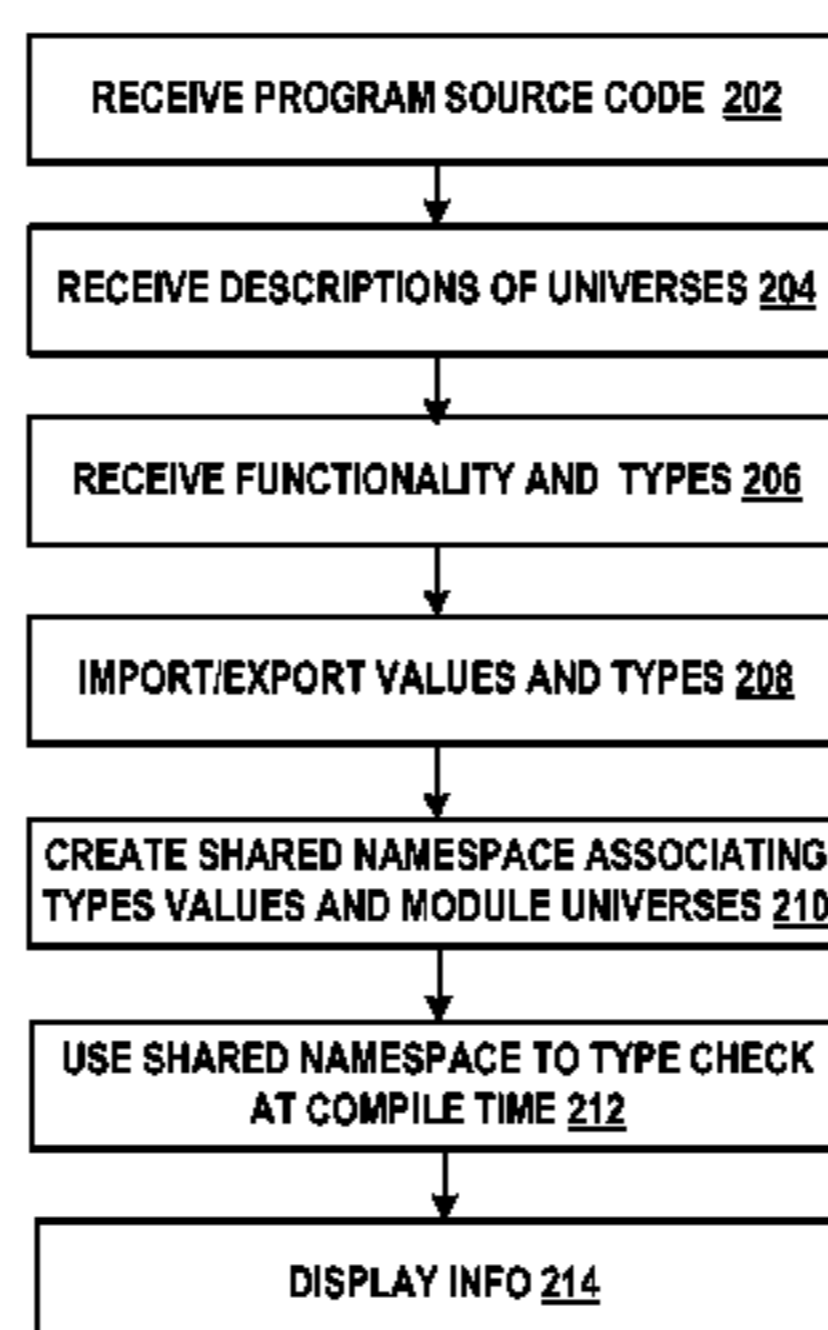 RECEIVE PROGRAM SOURCE CODE 202
RECEIVE DESCRIPTIONS OF UNIVERSES 204
RECEIVE FUNCTIONALITY AND TYPES 206
IMPORT/EXPORT VALUES AND TYPES 208
CREATE SHARED NAMESPACE ASSOCIATING
TYPES VALUES AND MODULE UNIVERSES 210
USE SHARED NAMESPACE TO TYPE CHECK
AT COMPILE TIME 212
DISPLAY INFO 214